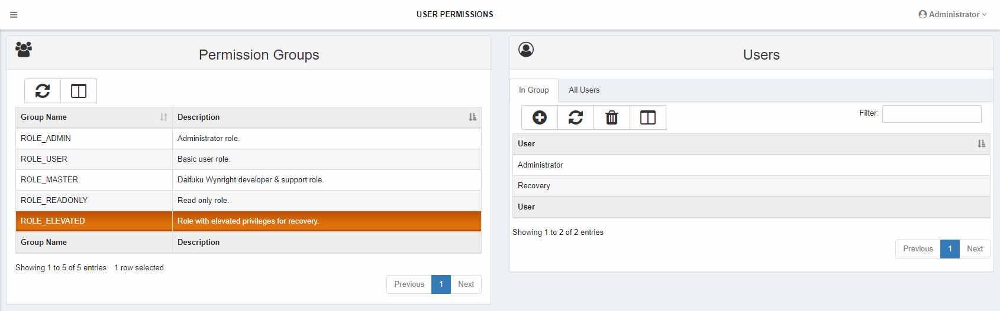 USER PERMISSIONS
Administrator
Permission Groups
Group Name Description
ROLE_ADMIN Administrator role.
ROLE_USER Basic user role.
ROLE_MASTER Daifuku Wynright developer & support role.
ROLE_READONLY Read only role.
ROLE_ELEVATED Role with elevated privileges for recovery.
Group Name Description
Showing 1 to 5 of 5 entries 1 row selected
Previous 1 Next
Users
In Group All Users
Filter:
User
Administrator
Recovery
User
Showing 1 to 2 of 2 entries
Previous 1 Next